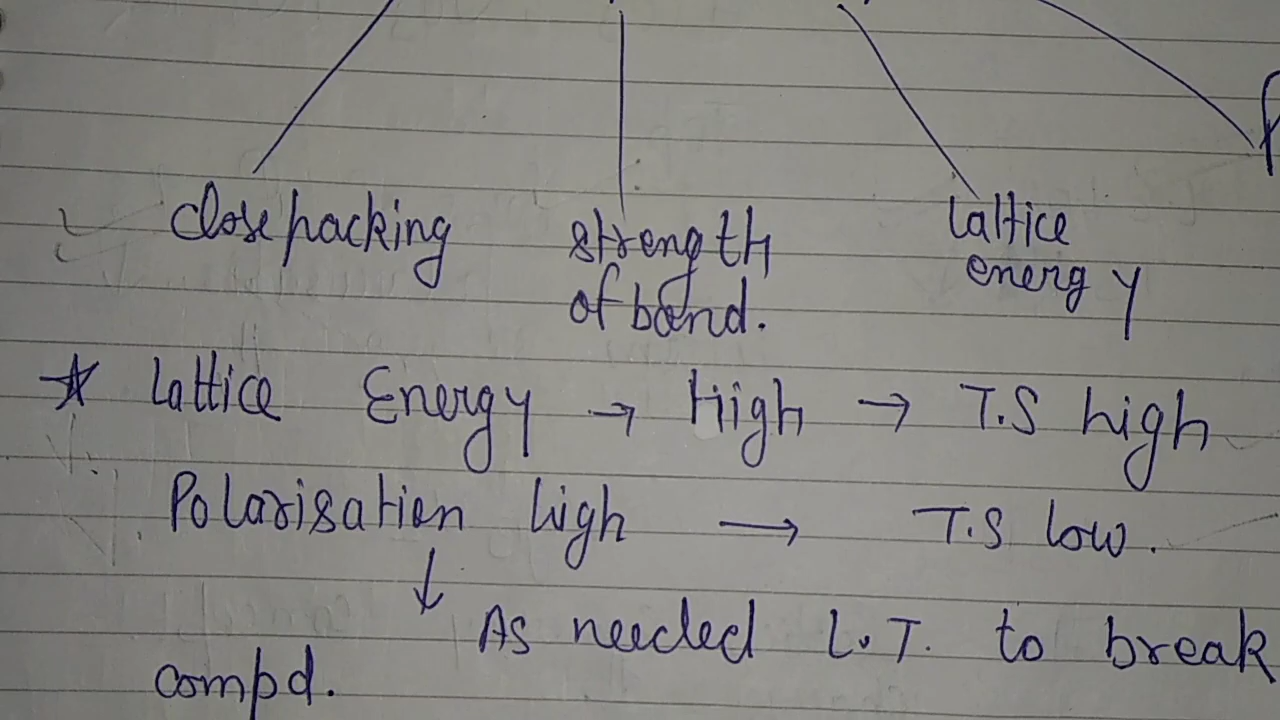 close packing strength lattice
of bond. energy
☆ Lattice Energy → High → T.S high
Polarisation high → T.S low.
↓ As needed L.T. to break
compd.